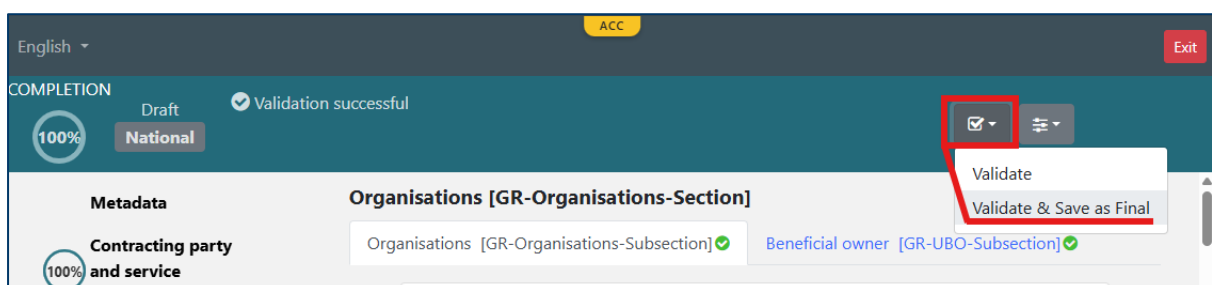 ACC
English
Exit
COMPLETION
100%
Draft
National
Validation successful
Validate
Validate & Save as Final
Metadata
Contracting party
and service
100%
Organisations [GR-Organisations-Section]
Organisations [GR-Organisations-Subsection]
Beneficial owner [GR-UBO-Subsection]